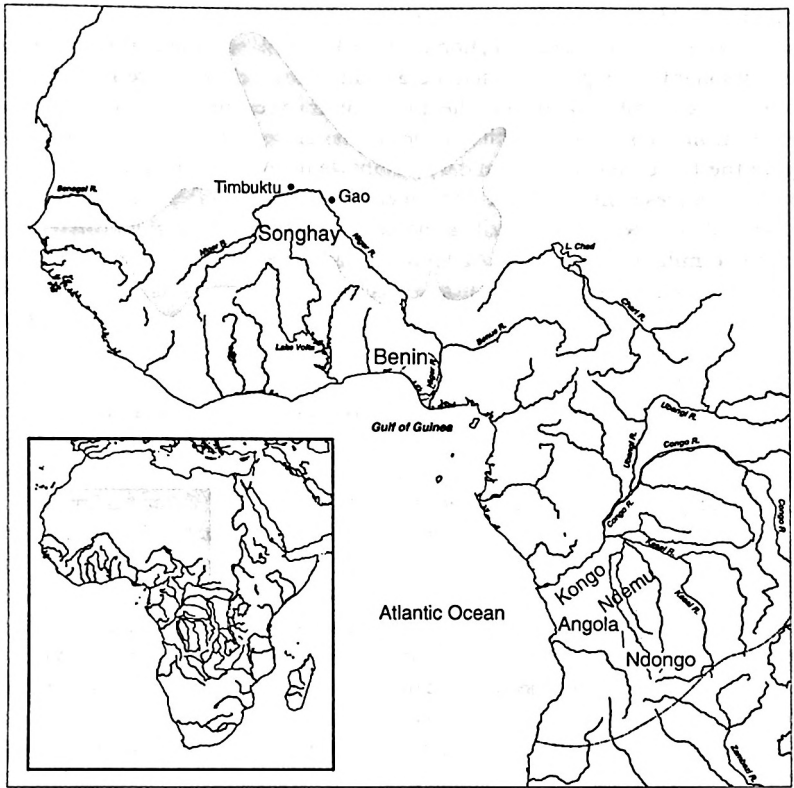 Senegal R.
Timbuktu
Gao
Niger R.
Songhay
Niger R.
L. Chad
Chari R.
Lake Volta
Benue R.
Benin
Niger R.
Gulf of Guinea
Ubangi R.
Ubangi R.
Congo R.
Congo R.
Congo R.
Kasai R.
Kongo
Ndemu
Kasai R.
Angola
Atlantic Ocean
Ndongo
Zambezi R.